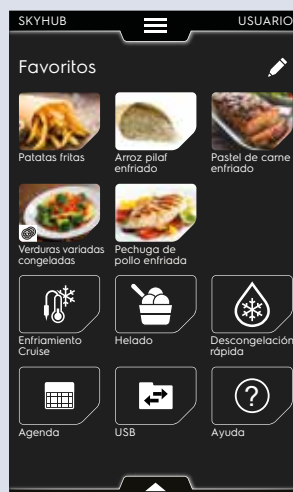 SKYHUB USUARIO
Favoritos
Patatas fritas
Arroz pilaf
enfriado
Pastel de carne
enfriado
Verduras variadas
congeladas
Pechuga de
pollo enfriada
Enfriamiento
Cruise
Helado
Descongelación
rápida
Agenda
USB
Ayuda